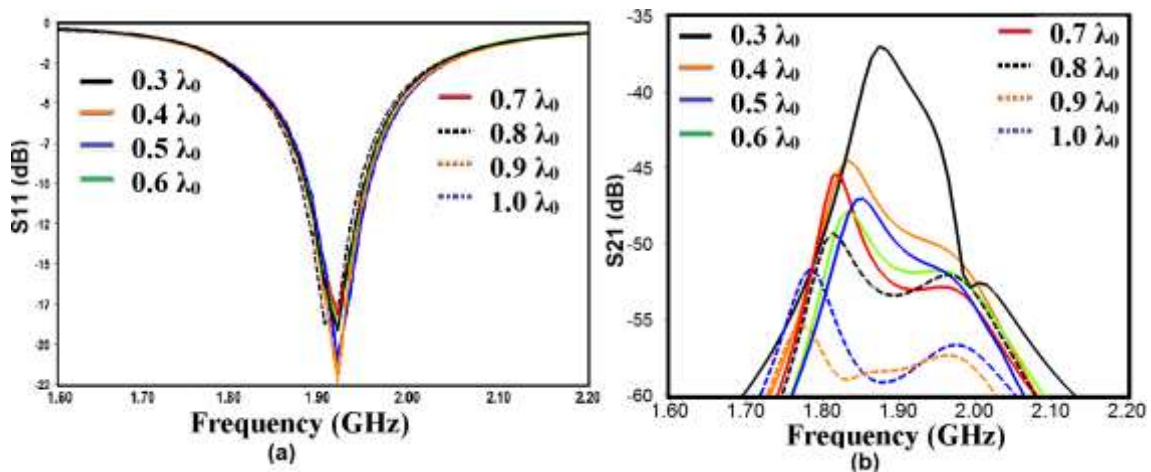 S11 (dB)
0
-2
-5
-7
-10
-12
-15
-17
-20
-22
0.3 λ₀
0.4 λ₀
0.5 λ₀
0.6 λ₀
0.7 λ₀
0.8 λ₀
0.9 λ₀
1.0 λ₀
1.60 1.70 1.80 1.90 2.00 2.10 2.20
Frequency (GHz)
(a)
S21 (dB)
-35
-40
-45
-50
-55
-60
0.3 λ₀
0.4 λ₀
0.5 λ₀
0.6 λ₀
0.7 λ₀
0.8 λ₀
0.9 λ₀
1.0 λ₀
1.60 1.70 1.80 1.90 2.00 2.10 2.20
Frequency (GHz)
(b)